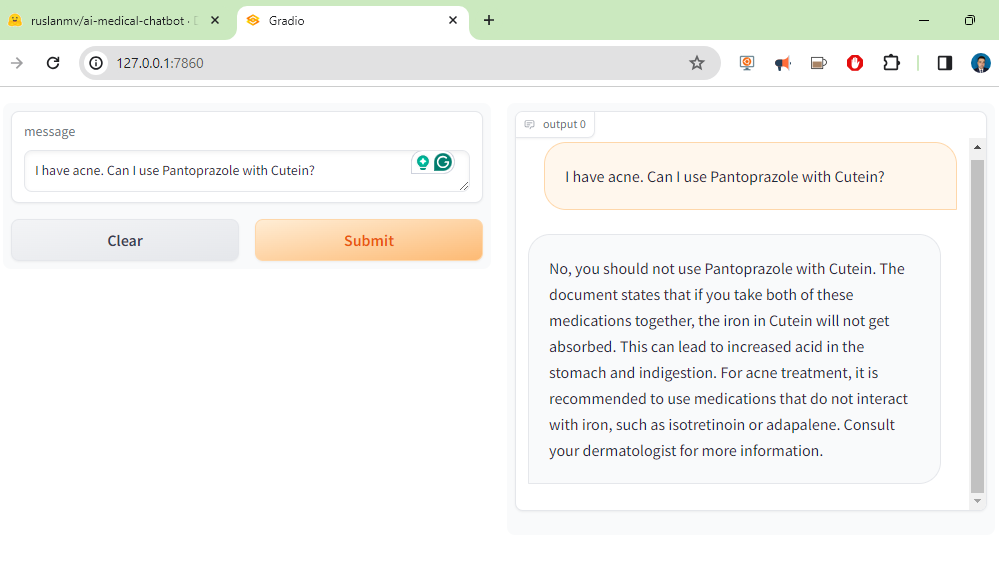 ruslanmv/ai-medical-chatbot ·
Gradio
127.0.0.1:7860
message
I have acne. Can I use Pantoprazole with Cutein?
Clear
Submit
output 0
I have acne. Can I use Pantoprazole with Cutein?
No, you should not use Pantoprazole with Cutein. The
document states that if you take both of these
medications together, the iron in Cutein will not get
absorbed. This can lead to increased acid in the
stomach and indigestion. For acne treatment, it is
recommended to use medications that do not interact
with iron, such as isotretinoin or adapalene. Consult
your dermatologist for more information.